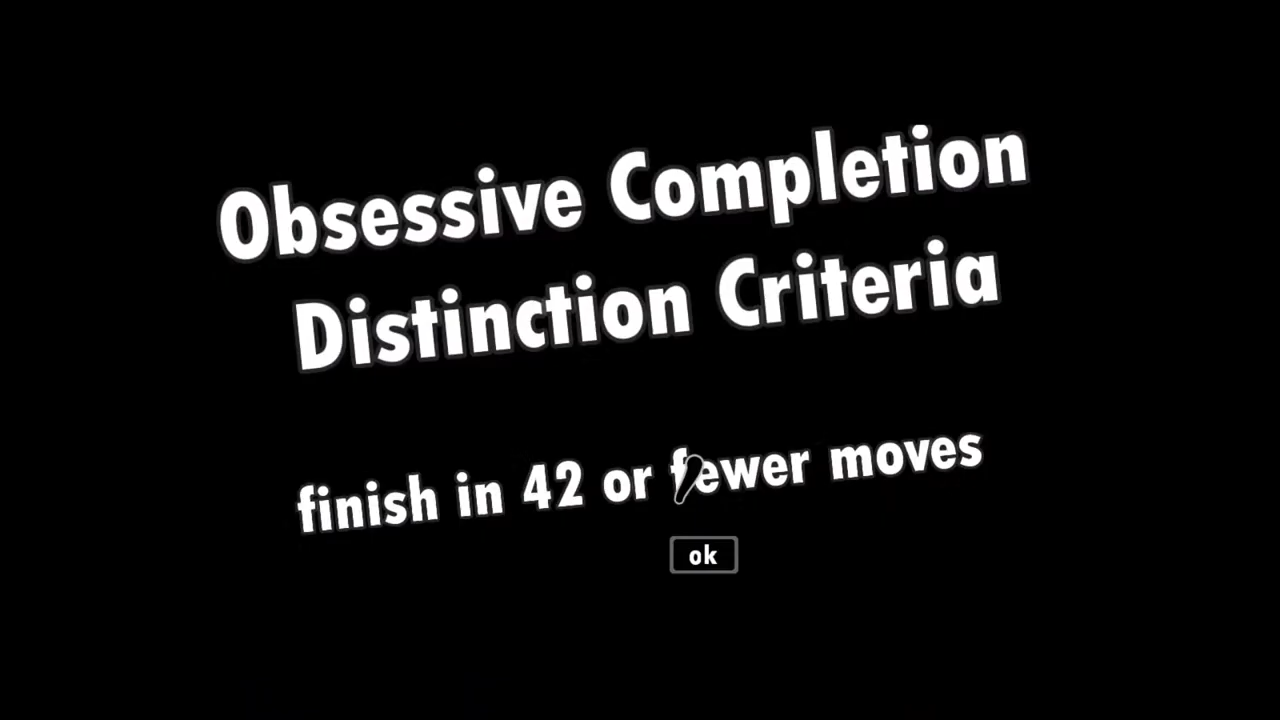 Obsessive Completion
Distinction Criteria
finish in 42 or fewer moves
ok